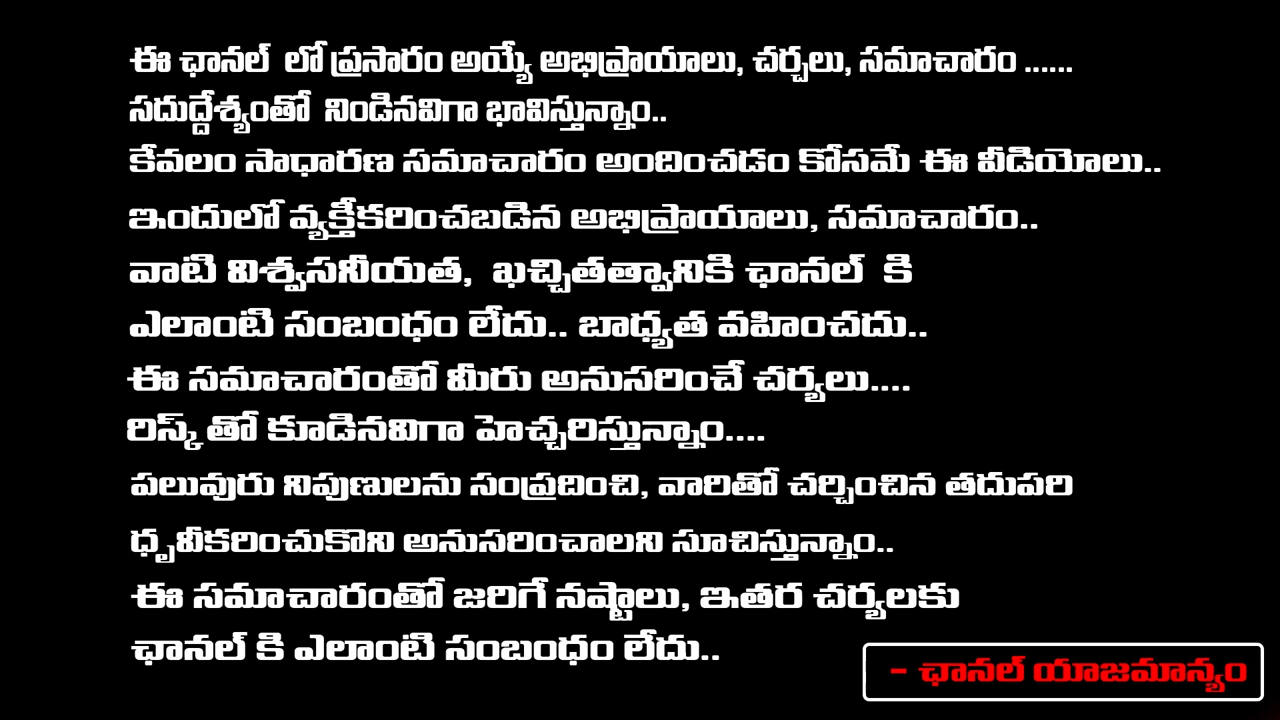 ఈ ఛానల్ లో ప్రసారం అయ్యే అభిప్రాయాలు, చర్చలు, సమాచారం ......
సదుద్దేశ్యంతో నిండినవిగా భావిస్తున్నాం..
కేవలం సాధారణ సమాచారం అందించడం కోసమే ఈ వీడియోలు..
ఇందులో వ్యక్తీకరించబడిన అభిప్రాయాలు, సమాచారం..
వాటి విశ్వసనీయత, ఖచ్చితత్వానికి ఛానల్ కి
ఎలాంటి సంబంధం లేదు.. బాధ్యత వహించదు..
ఈ సమాచారంతో మీరు అనుసరించే చర్యలు....
రిస్క్ తో కూడినవిగా హెచ్చరిస్తున్నాం....
పలువురు నిపుణులను సంప్రదించి, వారితో చర్చించిన తదుపరి
ధృవీకరించుకొని అనుసరించాలని సూచిస్తున్నాం..
ఈ సమాచారంతో జరిగే నష్టాలు, ఇతర చర్యలకు
ఛానల్ కి ఎలాంటి సంబంధం లేదు..
- ఛానల్ యాజమాన్యం